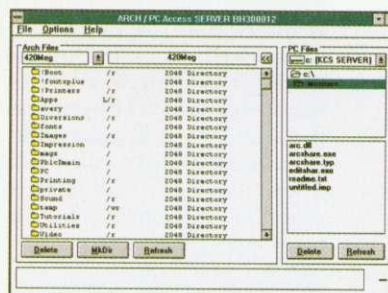 ARCH / PC Access SERVER BH300012
File Options Help
Arch Files
420Meg 420Meg <<
!Boot /r 2048 Directory
!fontsplus /r 2048 Directory
!Printers /r 2048 Directory
Apps L/r 2048 Directory
avery / 2048 Directory
Diversions /r 2048 Directory
fonts / 2048 Directory
Images /r 2048 Directory
Impression / 2048 Directory
mags / 2048 Directory
/ 2048 Directory
PC / 2048 Directory
Printing /r 2048 Directory
private / 2048 Directory
Sound /r 2048 Directory
temp /wr 2048 Directory
Tutorials /r 2048 Directory
Utilities /r 2048 Directory
Video /r 2048 Directory
Delete MkDir Refresh
PC Files
c: [KCS SERVER]
c:\
arc.dll
arcshare.exe
arcshare.typ
editshar.exe
readme.txt
untitled.imp
Delete Refresh